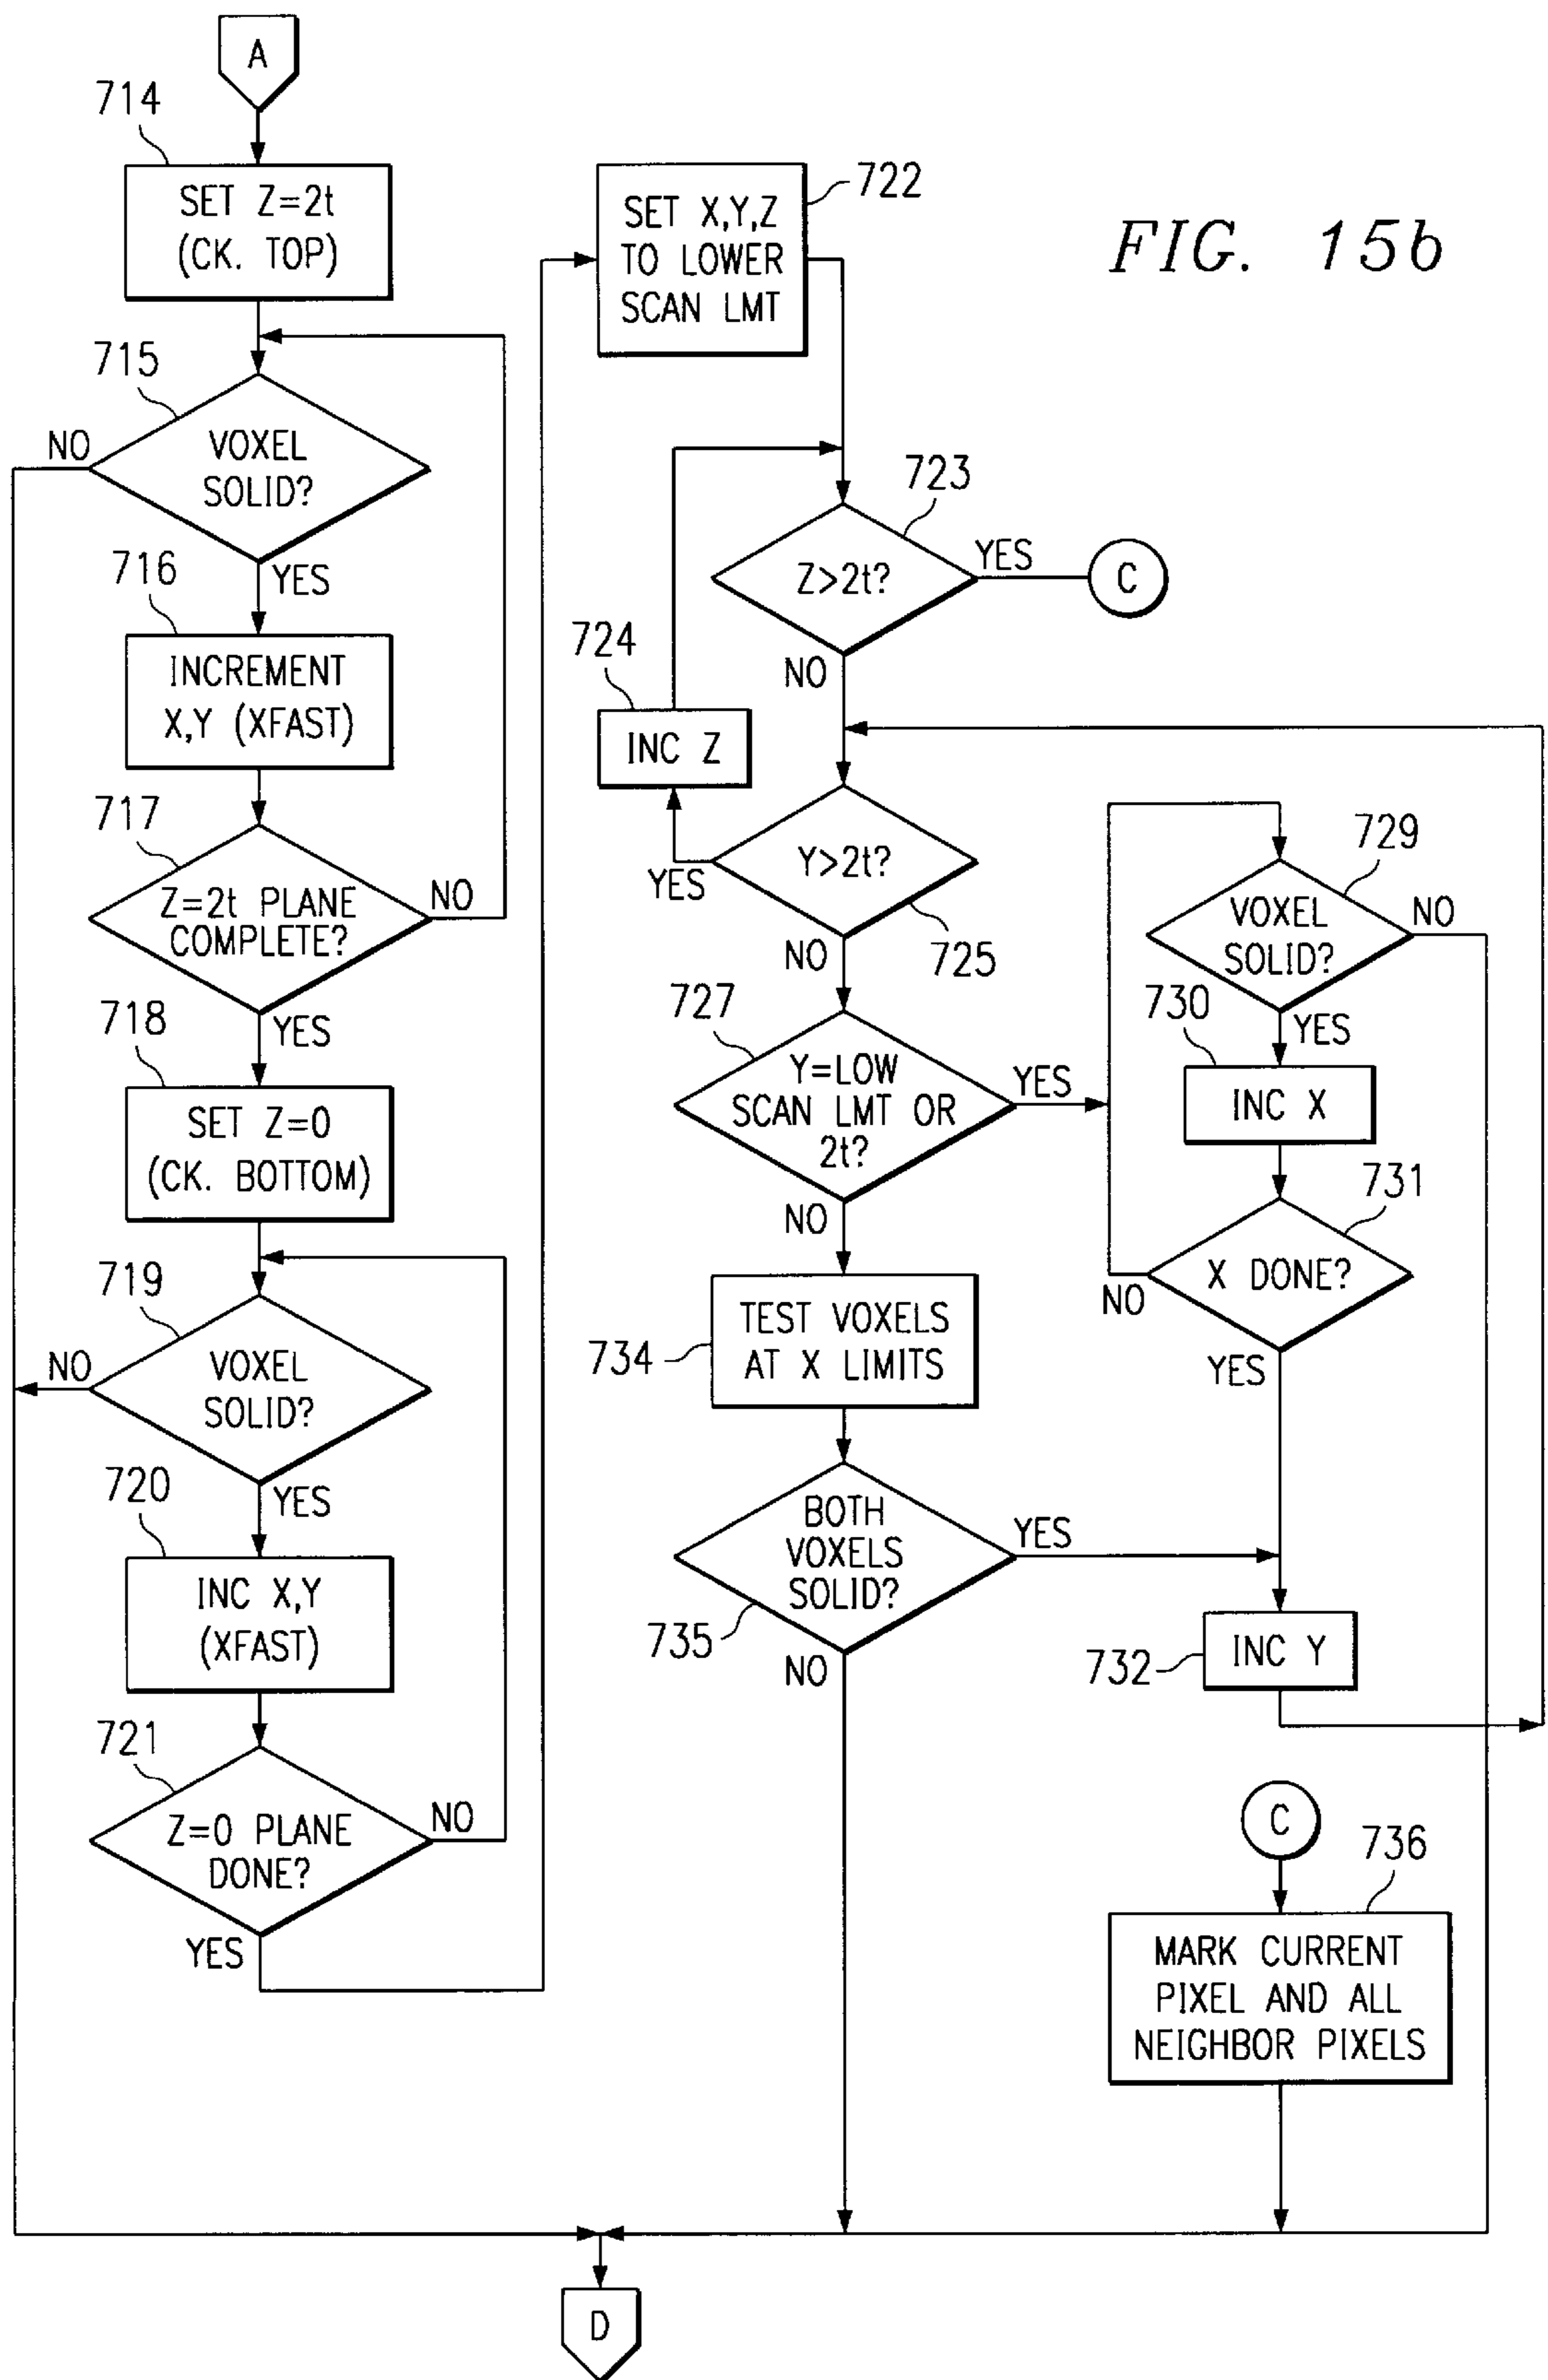 A
714
SET Z=2t
(CK. TOP)
715
NO
VOXEL
SOLID?
YES
716
INCREMENT
X,Y (XFAST)
717
Z=2t PLANE
COMPLETE?
NO
YES
718
SET Z=0
(CK. BOTTOM)
719
NO
VOXEL
SOLID?
YES
720
INC X,Y
(XFAST)
721
Z=0 PLANE
DONE?
NO
YES
722
SET X,Y,Z
TO LOWER
SCAN LMT
FIG. 15b
723
Z>2t?
YES
C
NO
724
INC Z
Y>2t?
YES
725
NO
727
Y=LOW
SCAN LMT OR
2t?
YES
NO
729
VOXEL
SOLID?
NO
YES
730
INC X
731
X DONE?
NO
YES
734
TEST VOXELS
AT X LIMITS
BOTH
VOXELS
SOLID?
YES
735
NO
732
INC Y
C
736
MARK CURRENT
PIXEL AND ALL
NEIGHBOR PIXELS
D